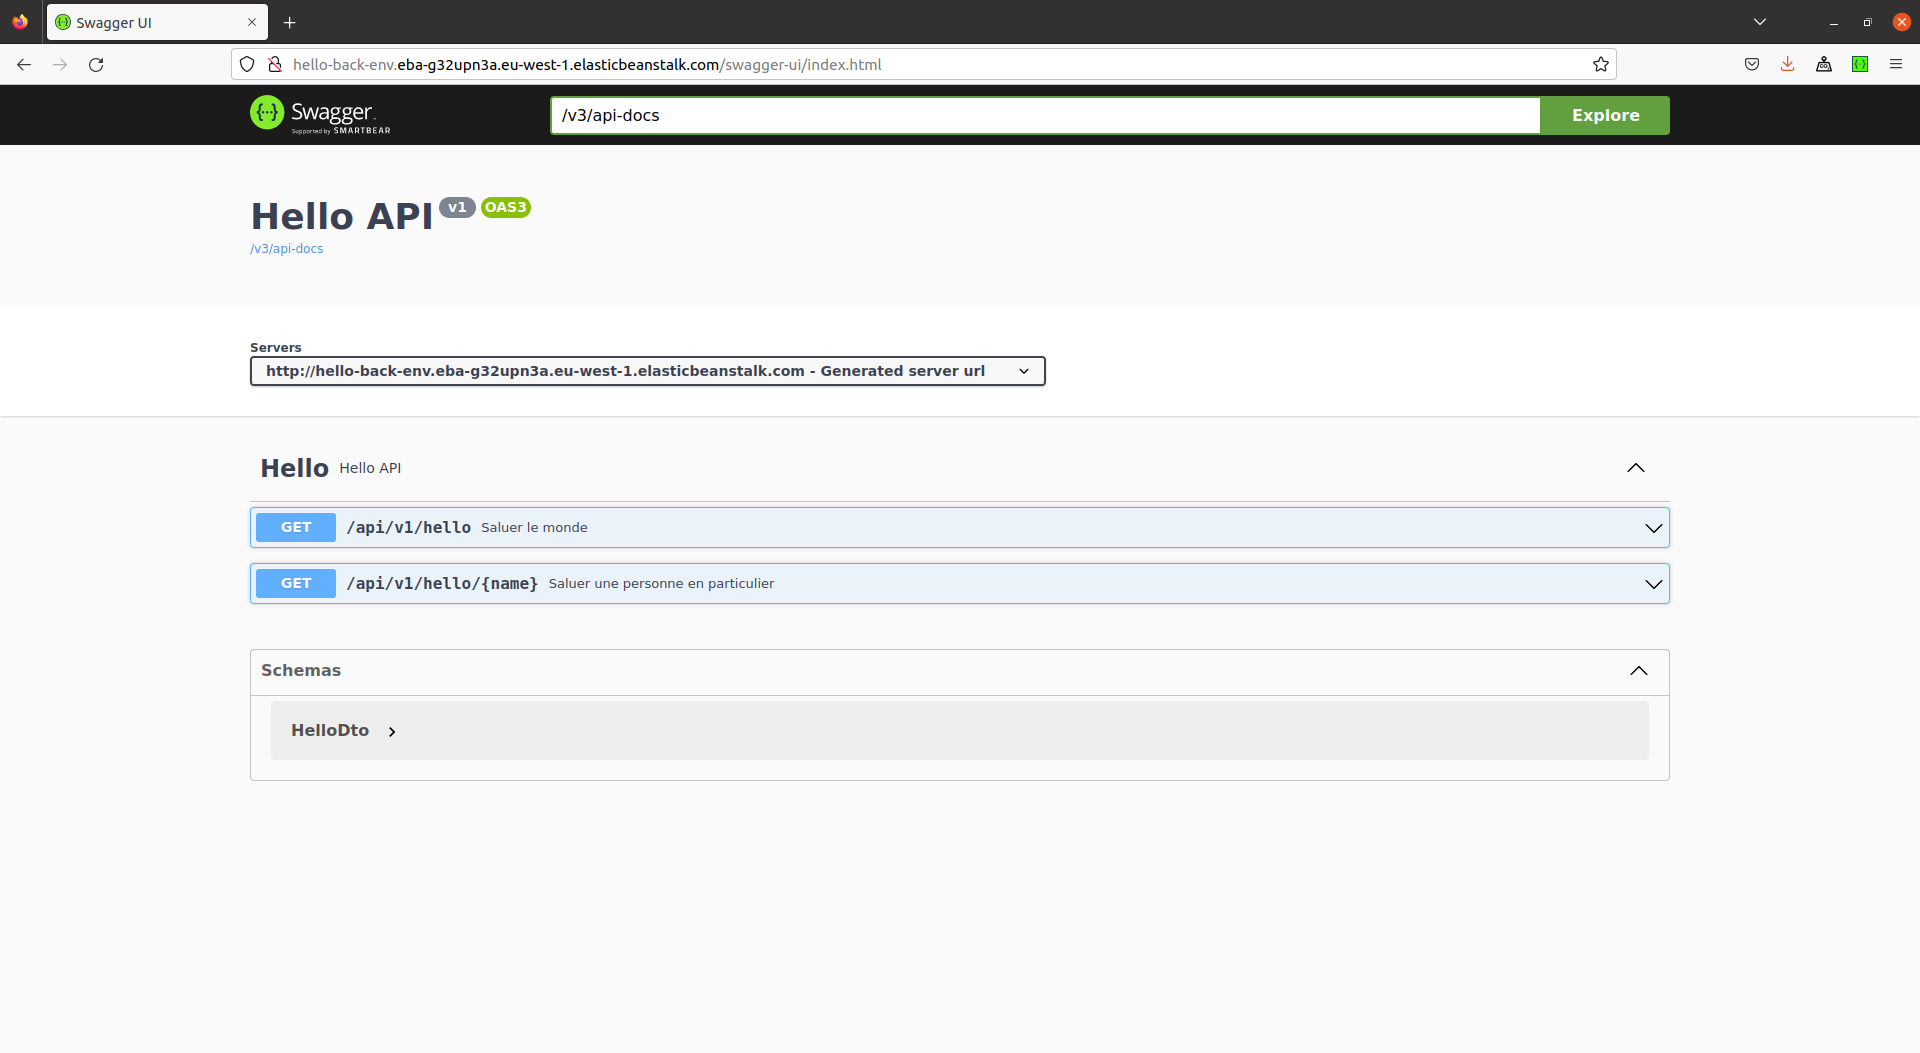 Swagger UI
hello-back-env.eba-g32upn3a.eu-west-1.elasticbeanstalk.com/swagger-ui/index.html
Swagger.
Supported by SMARTBEAR
/v3/api-docs
Explore
Hello API v1 OAS3
/v3/api-docs
Servers
http://hello-back-env.eba-g32upn3a.eu-west-1.elasticbeanstalk.com - Generated server url
Hello Hello API
GET /api/v1/hello Saluer le monde
GET /api/v1/hello/{name} Saluer une personne en particulier
Schemas
HelloDto